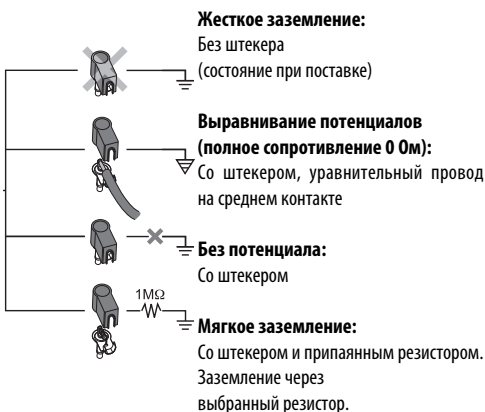 Жесткое заземление:
Без штекера
(состояние при поставке)
Выравнивание потенциалов
(полное сопротивление 0 Ом):
Со штекером, уравнительный провод
на среднем контакте
Без потенциала:
Со штекером
1MΩ
Мягкое заземление:
Со штекером и припаянным резистором.
Заземление через
выбранный резистор.